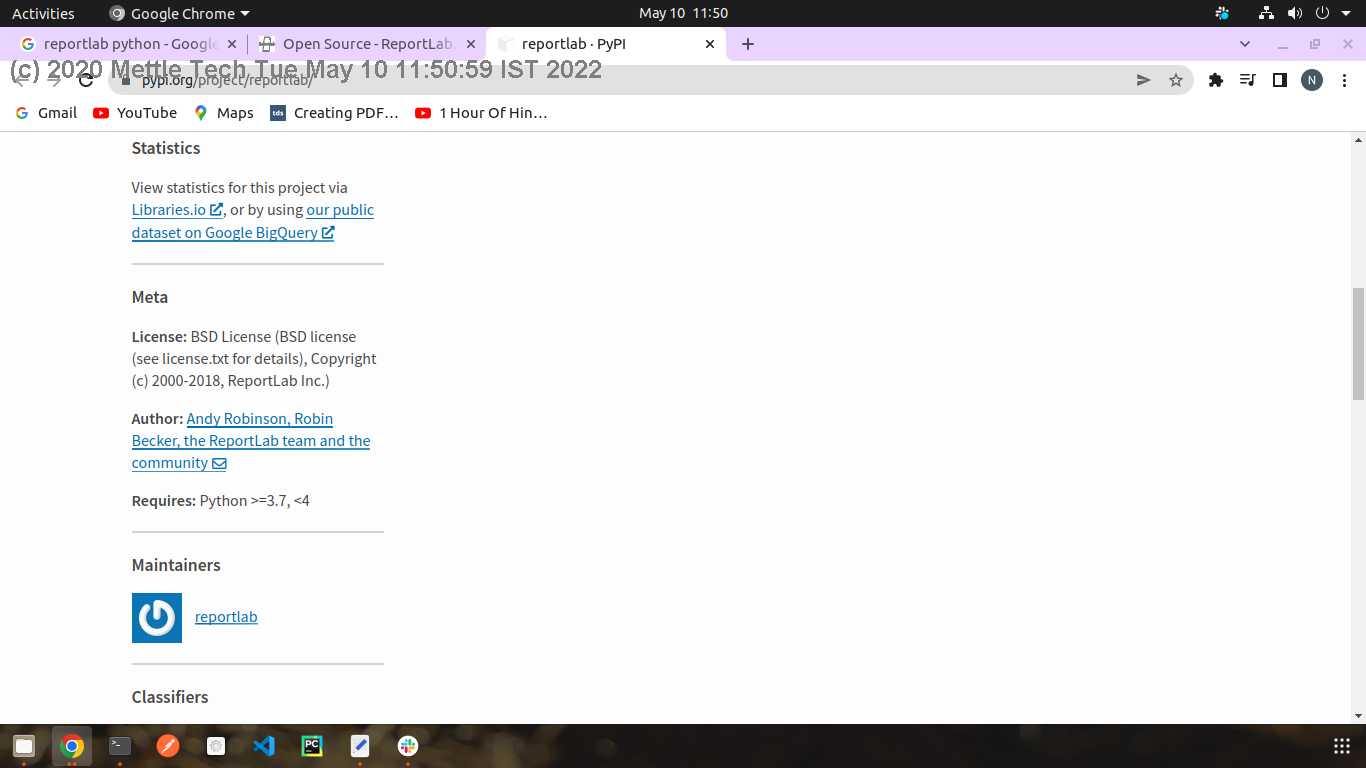 Activities
Google Chrome
May 10 11:50
reportlab python - Google
Open Source - ReportLab.
reportlab · PyPI
(c) 2020 Mettle Tech Tue May 10 11:50:59 IST 2022
pypi.org/project/reportlab/
N
Gmail
YouTube
Maps
tds
Creating PDF…
1 Hour Of Hin…
Statistics
View statistics for this project via
Libraries.io, or by using our public
dataset on Google BigQuery
Meta
License: BSD License (BSD license
(see license.txt for details), Copyright
(c) 2000-2018, ReportLab Inc.)
Author: Andy Robinson, Robin
Becker, the ReportLab team and the
community
Requires: Python >=3.7, <4
Maintainers
reportlab
Classifiers
PC